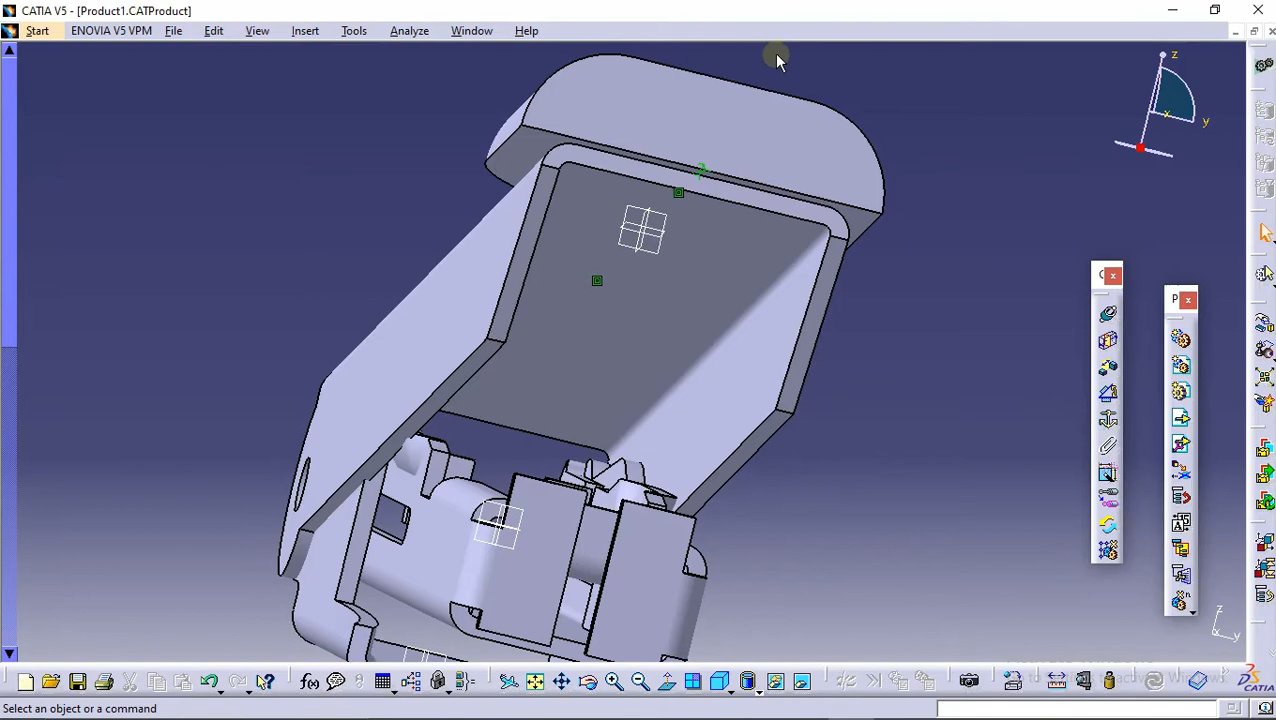 CATIA V5 - [Product1.CATProduct]
Start ENOVIA V5 VPM File Edit View Insert Tools Analyze Window Help
z
x
y
C x
P x
z
x y
f(x)
CATIA
Select an object or a command